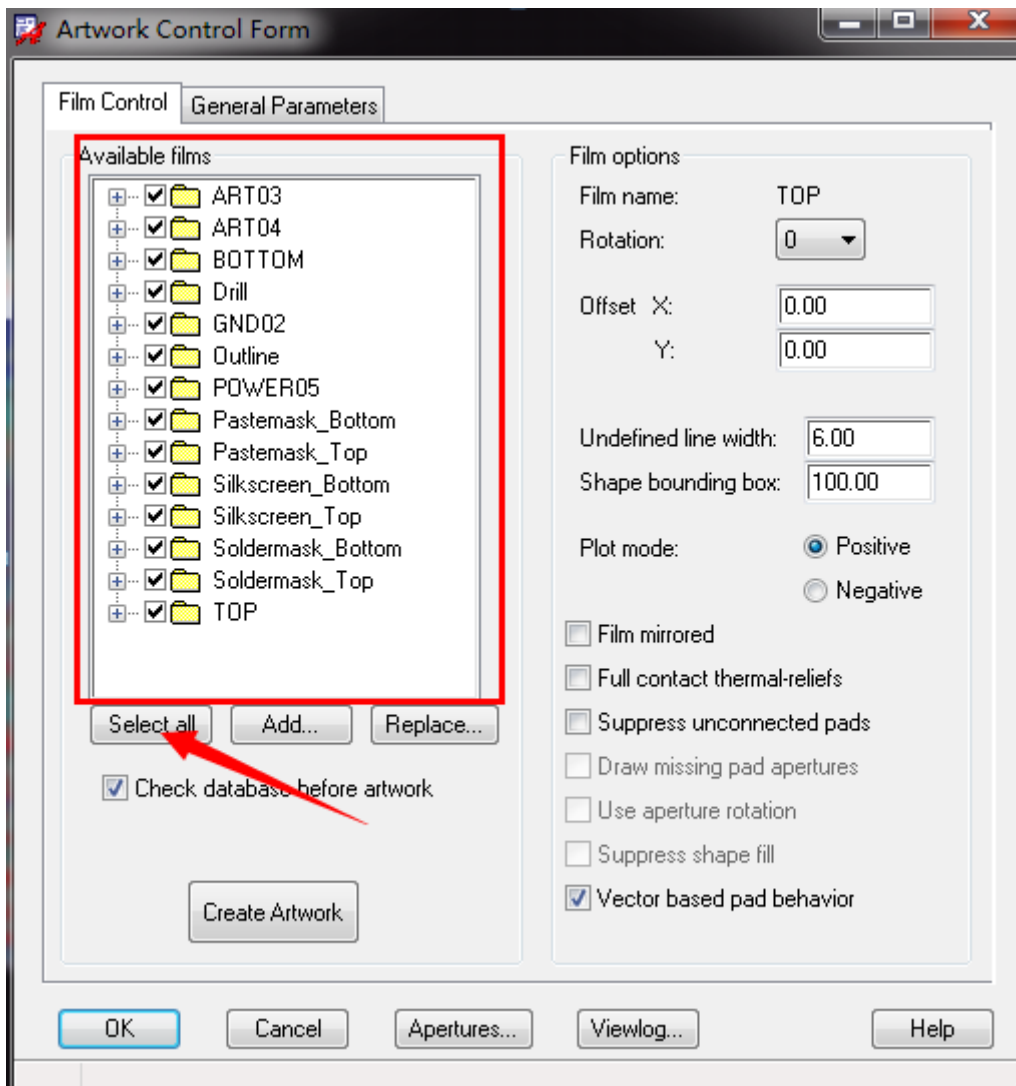 Artwork Control Form
Film Control
General Parameters
Available films
ART03
ART04
BOTTOM
Drill
GND02
Outline
POWER05
Pastemask_Bottom
Pastemask_Top
Silkscreen_Bottom
Silkscreen_Top
Soldermask_Bottom
Soldermask_Top
TOP
Select all
Add...
Replace...
Check database before artwork
Create Artwork
Film options
Film name: TOP
Rotation: 0
Offset X: 0.00
Y: 0.00
Undefined line width: 6.00
Shape bounding box: 100.00
Plot mode: Positive
Negative
Film mirrored
Full contact thermal-reliefs
Suppress unconnected pads
Draw missing pad apertures
Use aperture rotation
Suppress shape fill
Vector based pad behavior
OK
Cancel
Apertures...
Viewlog...
Help